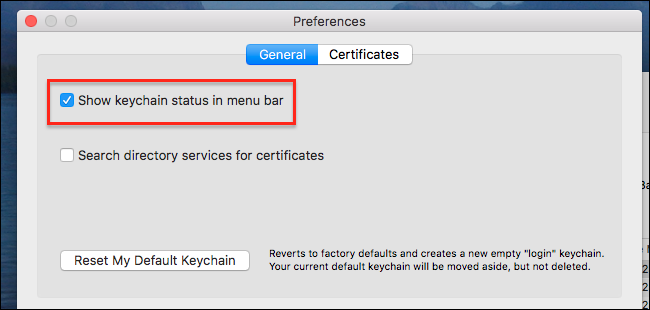 Preferences
General Certificates
Show keychain status in menu bar
Search directory services for certificates
Reset My Default Keychain
Reverts to factory defaults and creates a new empty "login" keychain.
Your current default keychain will be moved aside, but not deleted.